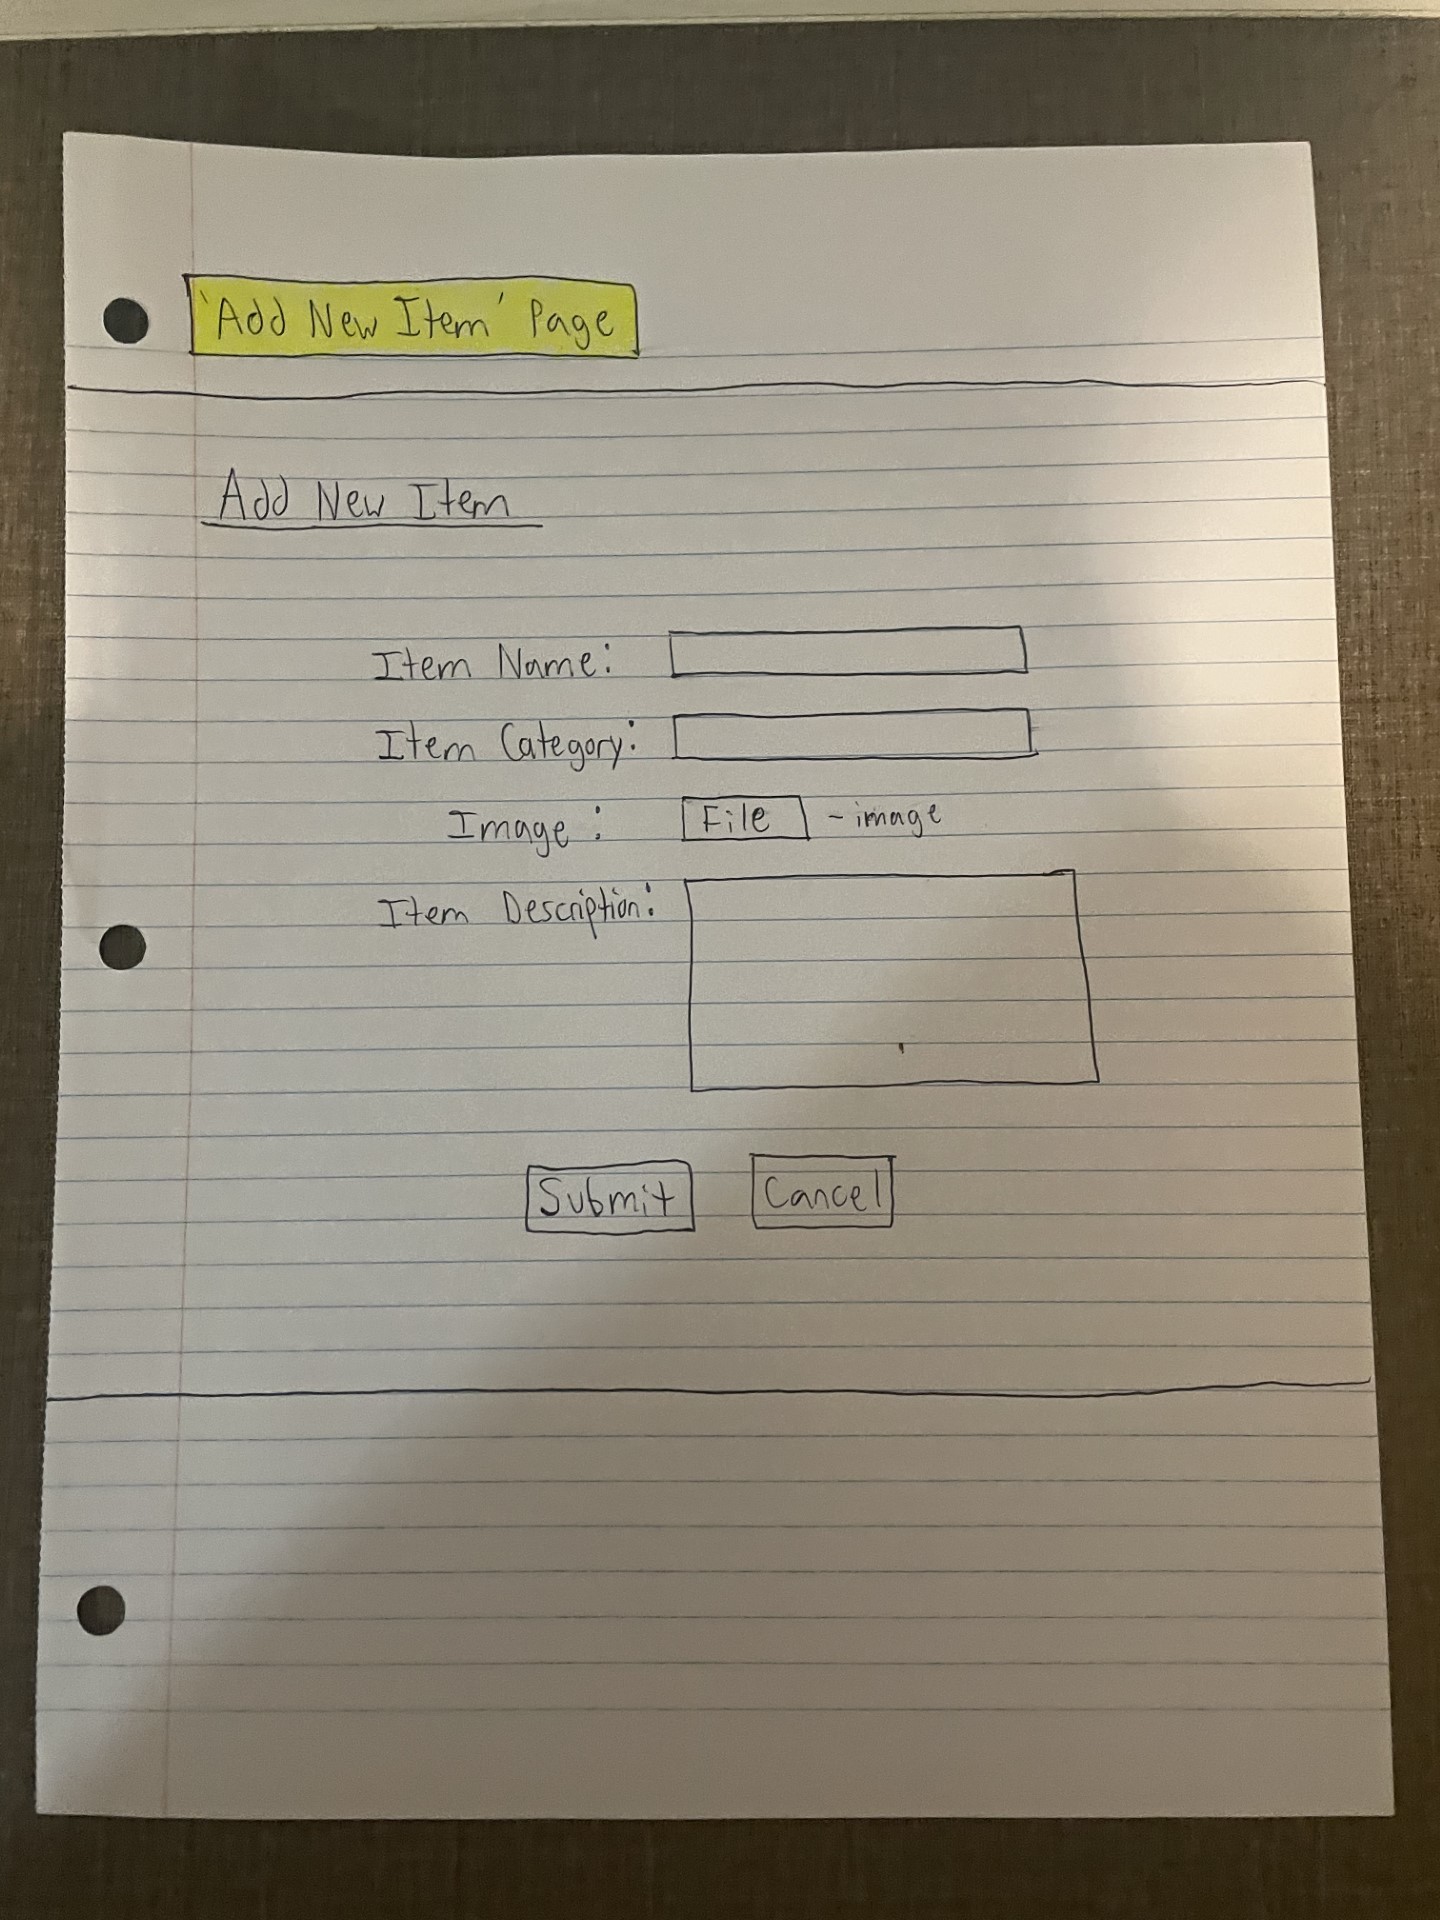 'Add New Item' Page
Add New Item
Item Name:
Item Category:
Image: File - image
Item Description:
Submit Cancel